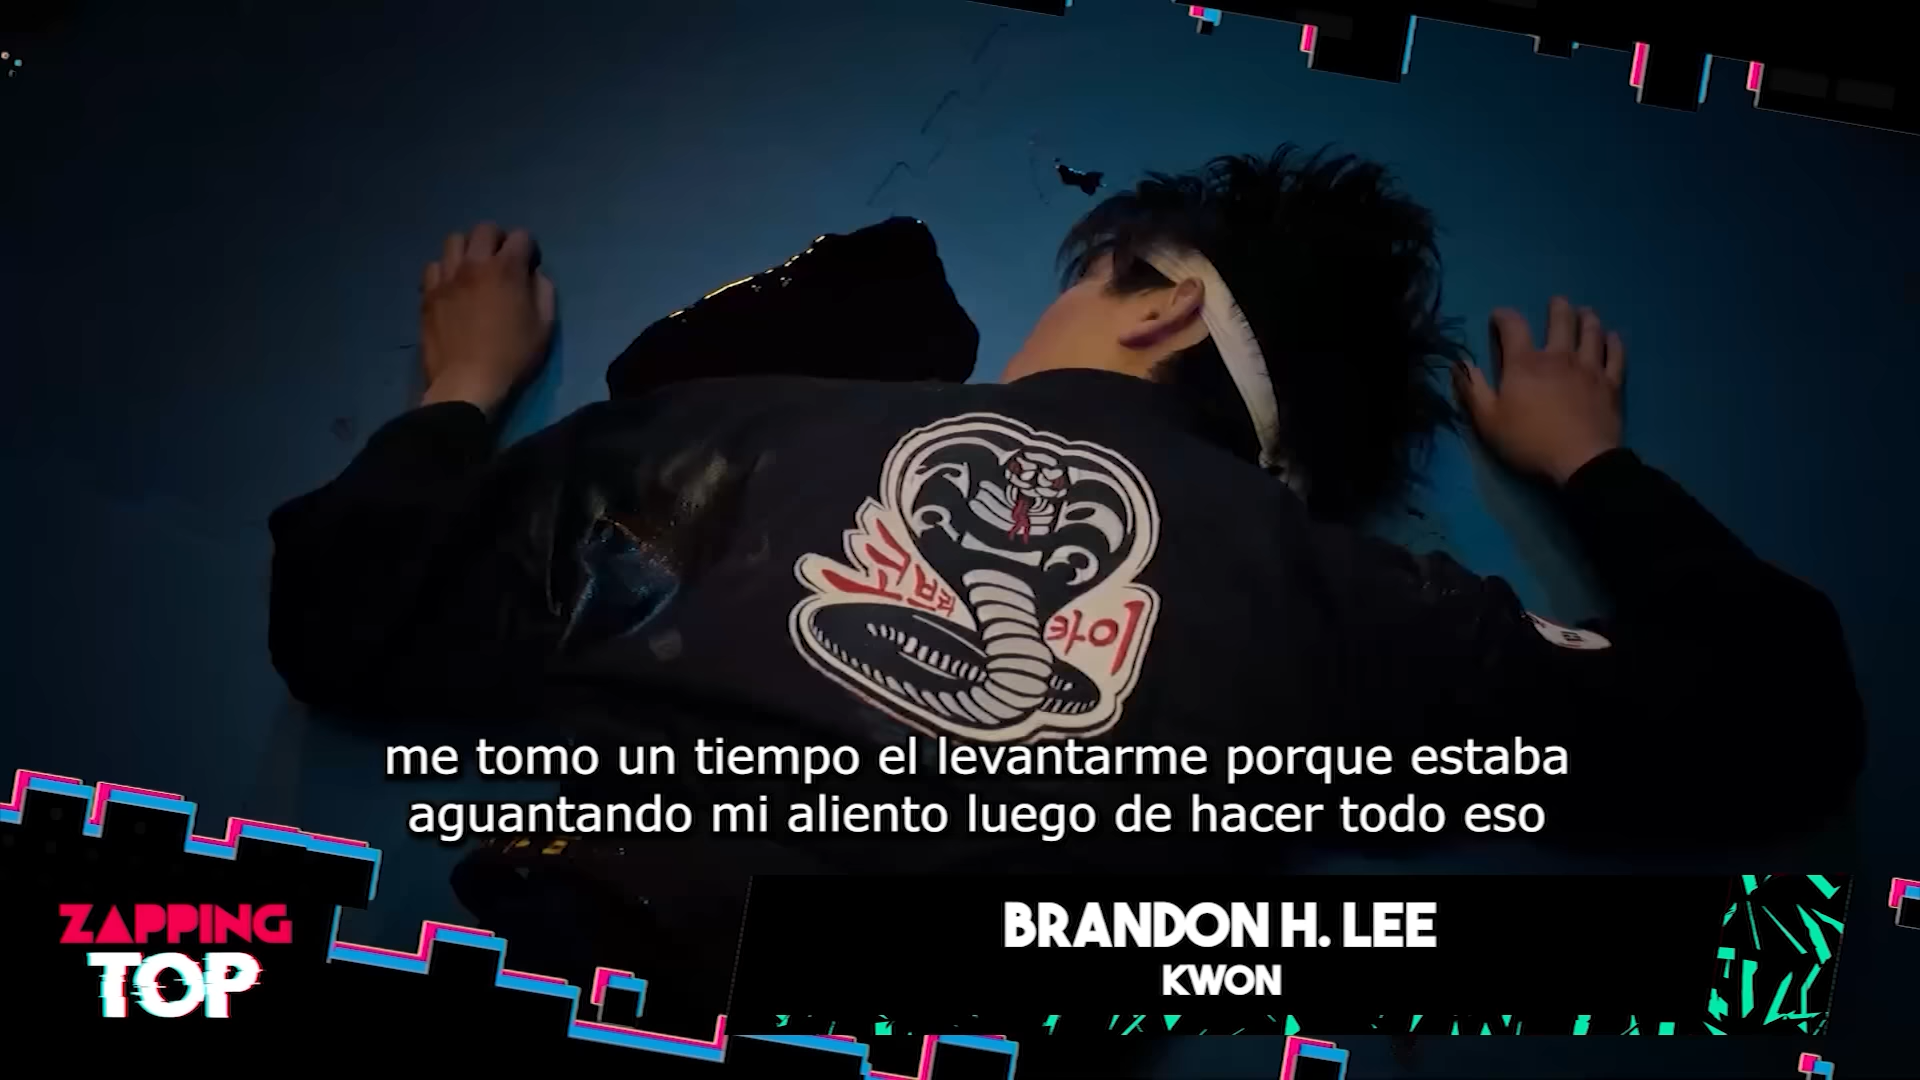 코브라
카이
me tomo un tiempo el levantarme porque estaba
aguantando mi aliento luego de hacer todo eso
ZAPPING
TOP
BRANDON H. LEE
KWON